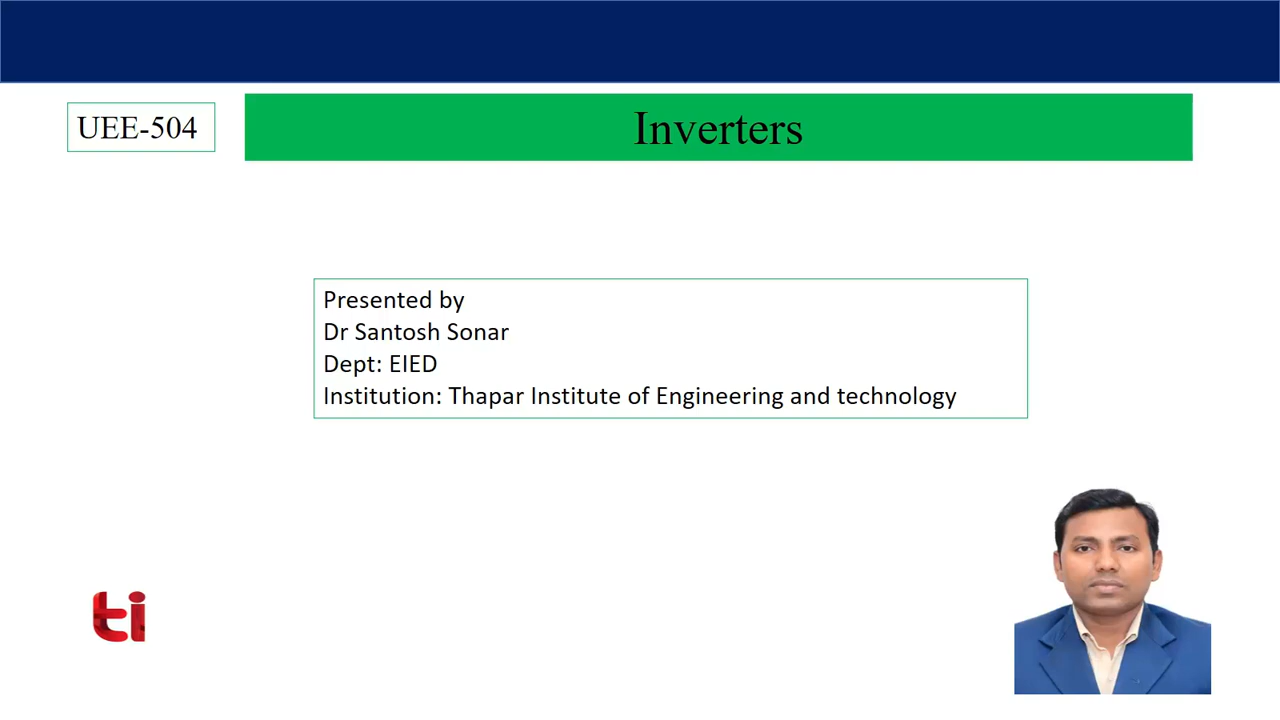 UEE-504
Inverters
Presented by
Dr Santosh Sonar
Dept: EIED
Institution: Thapar Institute of Engineering and technology
ti